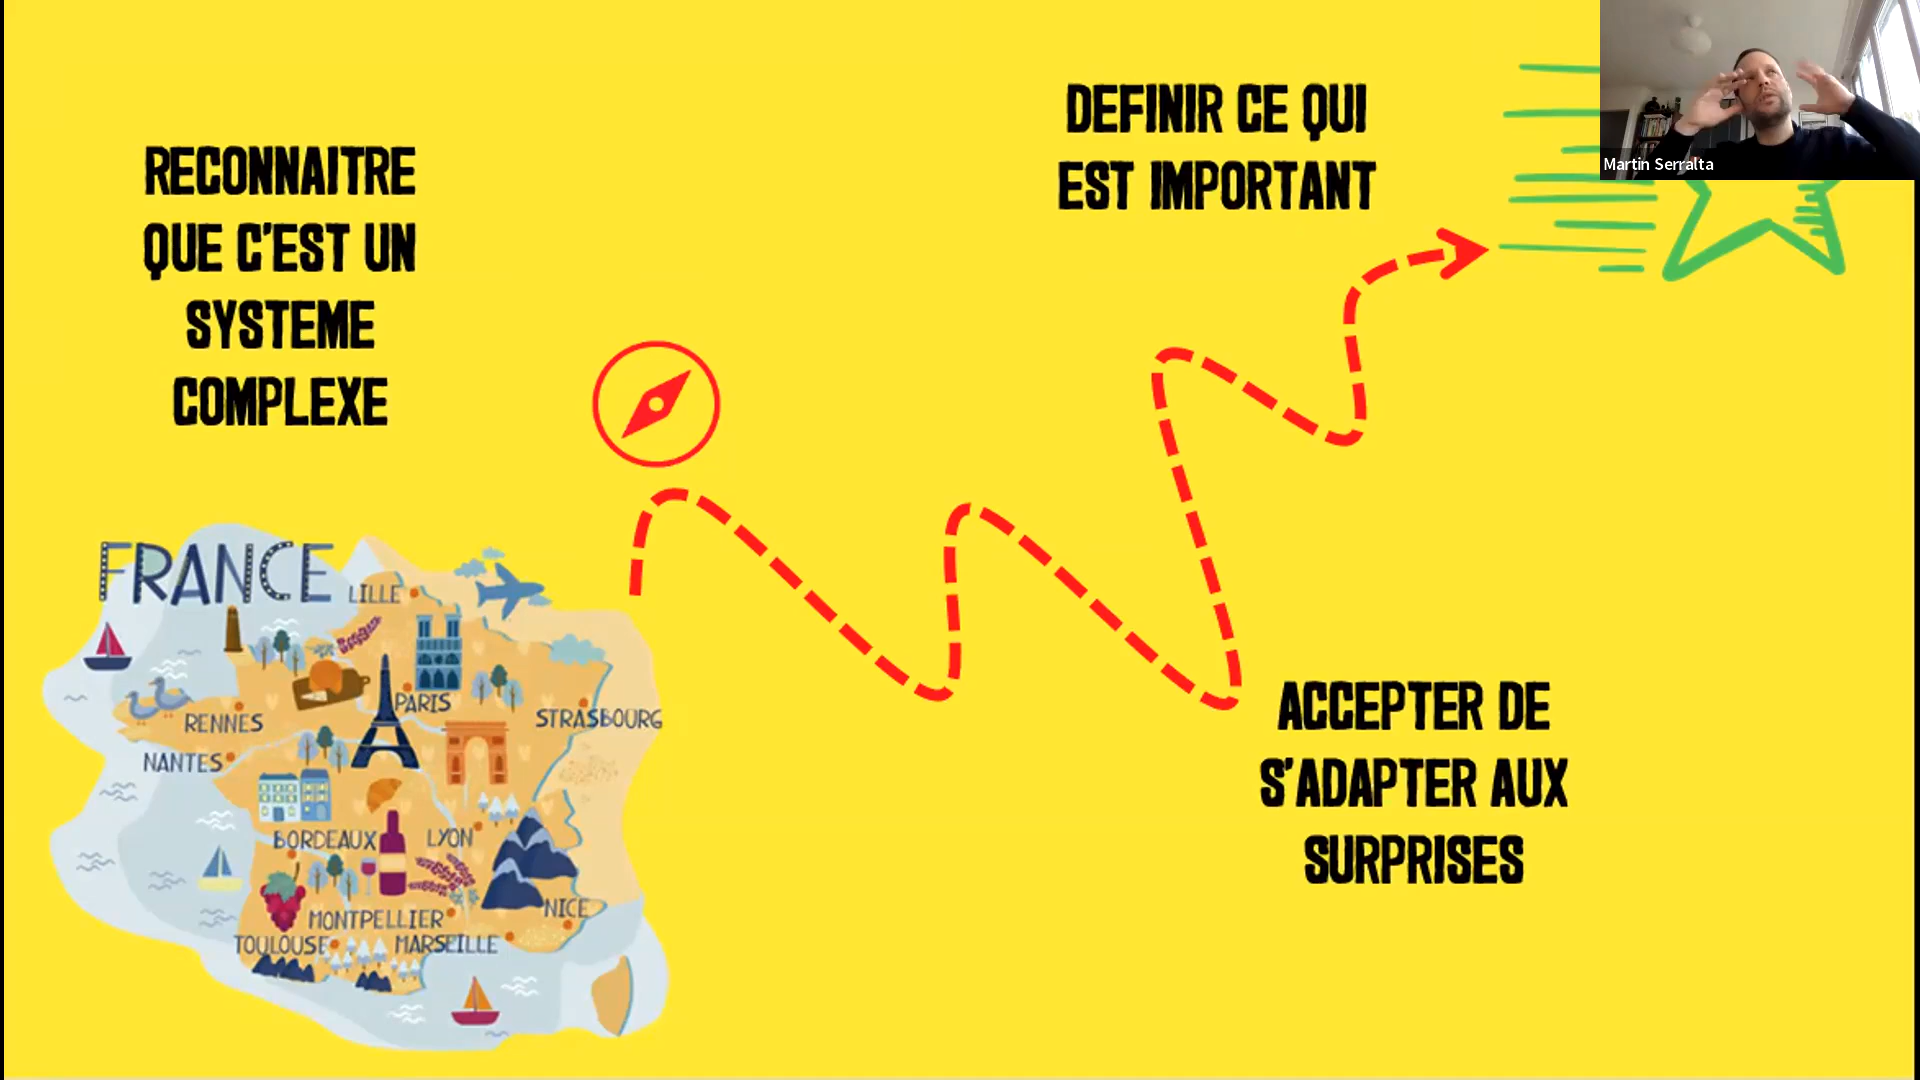 Martin Serralta
RECONNAITRE
QUE C'EST UN
SYSTEME
COMPLEXE
DEFINIR CE QUI
EST IMPORTANT
ACCEPTER DE
S'ADAPTER AUX
SURPRISES
FRANCE
LILLE
PARIS
STRASBOURG
RENNES
NANTES
BORDEAUX
LYON
NICE
MONTPELLIER
TOULOUSE
MARSEILLE